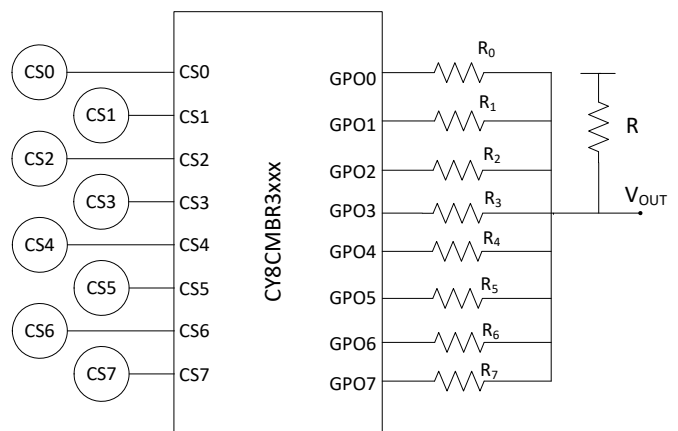 CS0
CS1
CS2
CS3
CS4
CS5
CS6
CS7
CS0
CS1
CS2
CS3
CS4
CS5
CS6
CS7
CY8CMBR3xxx
GPO0
GPO1
GPO2
GPO3
GPO4
GPO5
GPO6
GPO7
R0
R1
R2
R3
R4
R5
R6
R7
R
VOUT